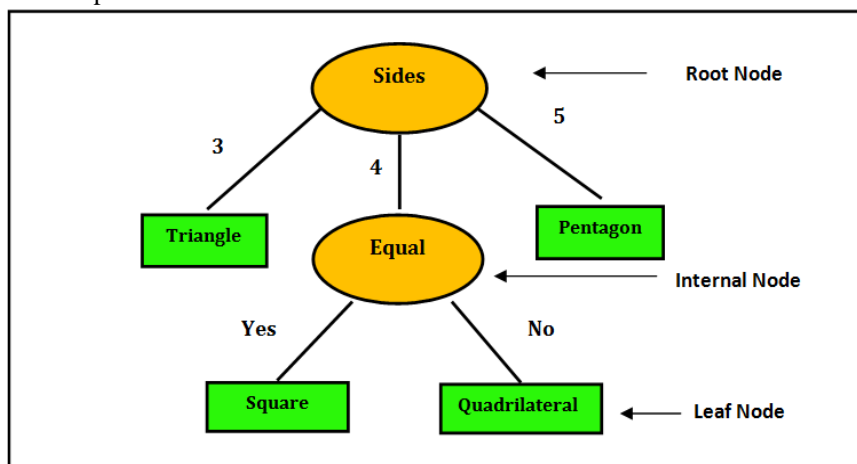 Sides
Root Node
3
4
5
Triangle
Pentagon
Equal
Internal Node
Yes
No
Square
Quadrilateral
Leaf Node